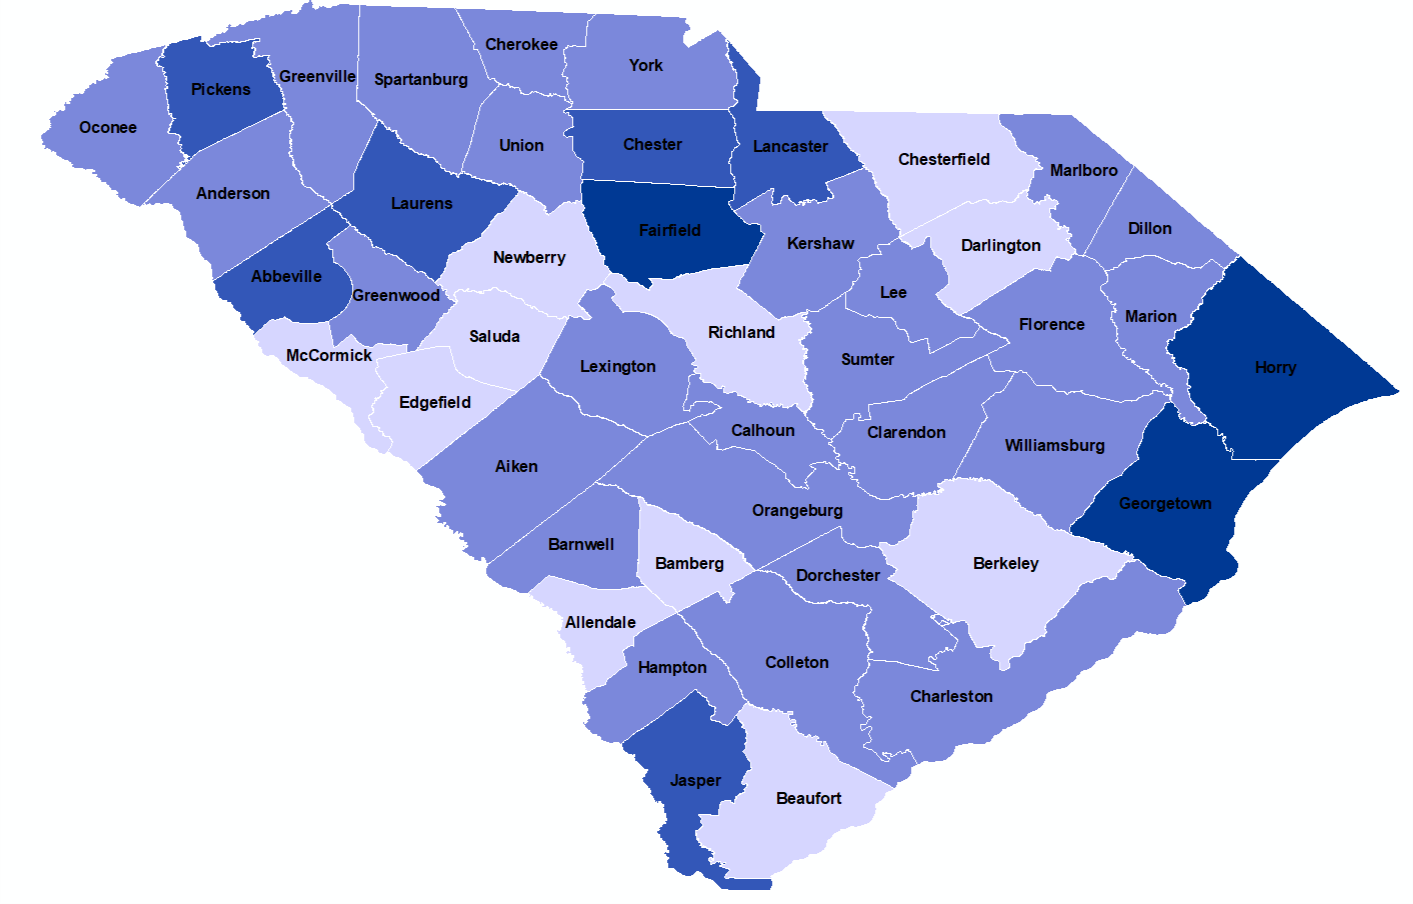 Cherokee
York
Greenville
Spartanburg
Pickens
Oconee
Union
Chester
Lancaster
Chesterfield
Marlboro
Anderson
Laurens
Fairfield
Dillon
Kershaw
Darlington
Newberry
Abbeville
Greenwood
Lee
Marion
Florence
Richland
Saluda
McCormick
Sumter
Lexington
Horry
Edgefield
Calhoun
Clarendon
Williamsburg
Aiken
Georgetown
Orangeburg
Barnwell
Bamberg
Berkeley
Dorchester
Allendale
Colleton
Hampton
Charleston
Jasper
Beaufort